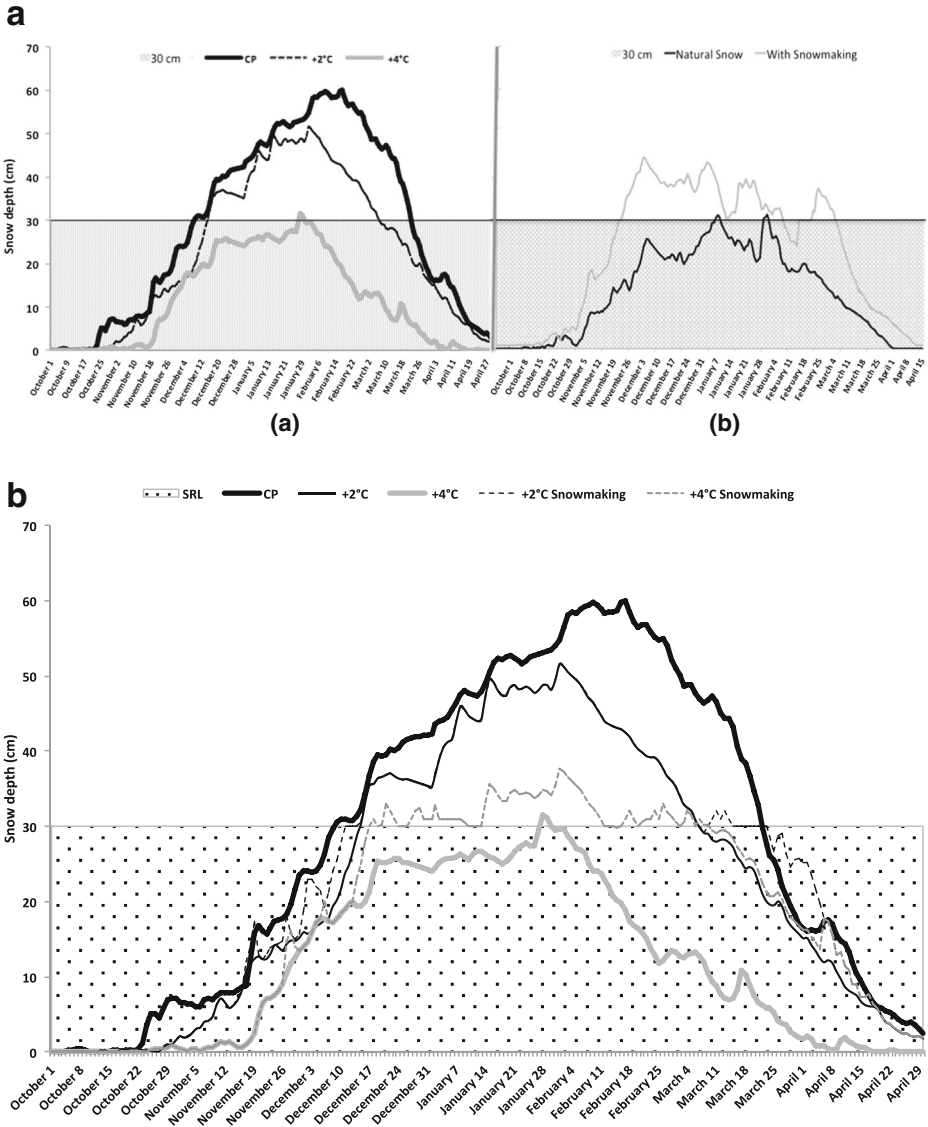 a
70
60
50
40
30
20
10
0
Snow depth (cm)
30 cm CP +2°C +4°C
October 1
October 9
October 17
October 25
November 2
November 10
November 18
November 26
December 4
December 12
December 20
December 28
January 5
January 13
January 13
January 21
January 29
February 6
February 14
February 22
March 2
March 10
March 18
March 26
April 1
April 11
April 19
April 27
(a)
30 cm Natural Snow With Snowmaking
October 1
October 8
October 15
October 22
October 29
November 5
November 12
November 19
November 26
December 3
December 10
December 17
December 24
December 31
January 7
January 14
January 21
January 28
February 4
February 11
February 18
February 25
March 4
March 11
March 18
March 25
April 1
April 8
April 15
(b)
b
SRL CP +2°C +4°C +2°C Snowmaking +4°C Snowmaking
70
60
50
40
30
20
10
0
Snow depth (cm)
October 1
October 8
October 15
October 22
October 29
November 5
November 12
November 19
November 26
December 3
December 10
December 17
December 24
December 31
January 7
January 14
January 21
January 28
February 4
February 11
February 18
February 25
March 4
March 11
March 18
March 25
April 1
April 8
April 15
April 22
April 29